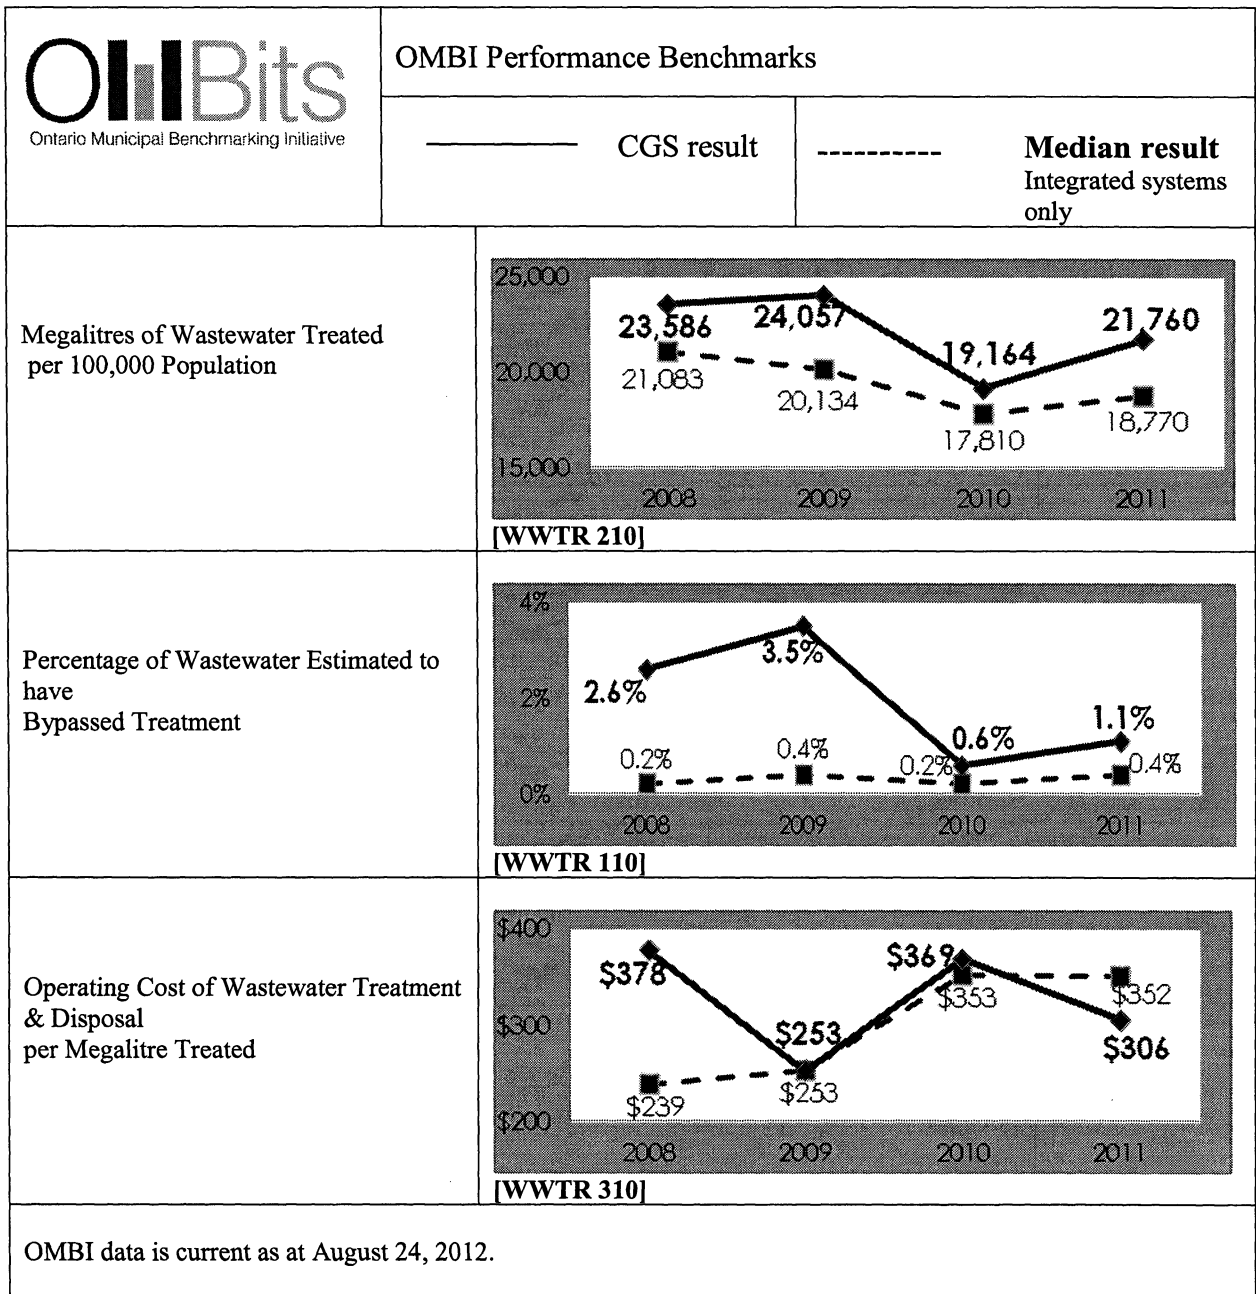 OMBits
Ontario Municipal Benchmarking Initiative
OMBI Performance Benchmarks
CGS result
Median result
Integrated systems
only
Megalitres of Wastewater Treated
per 100,000 Population
25,000
20,000
15,000
23,586
24,057
19,164
21,760
21,083
20,134
17,810
18,770
2008 2009 2010 2011
[WWTR 210]
Percentage of Wastewater Estimated to
have
Bypassed Treatment
4%
2%
0%
2.6%
3.5%
0.6%
1.1%
0.2%
0.4%
0.2%
0.4%
2008 2009 2010 2011
[WWTR 110]
Operating Cost of Wastewater Treatment
& Disposal
per Megalitre Treated
$400
$300
$200
$378
$253
$369
$306
$239
$253
$353
$352
2008 2009 2010 2011
[WWTR 310]
OMBI data is current as at August 24, 2012.